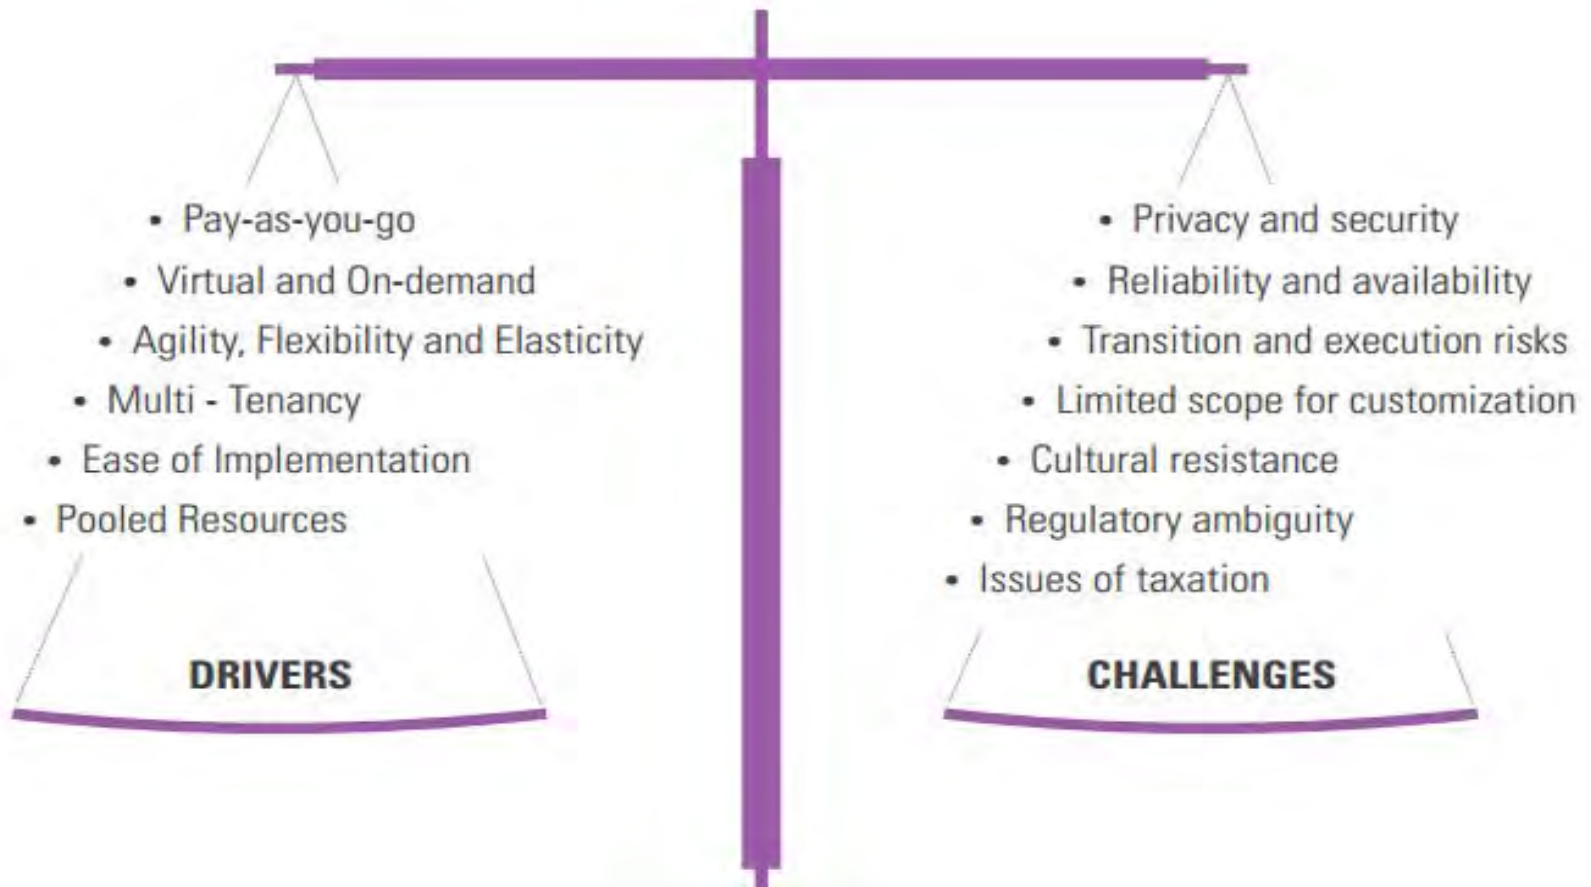 • Pay-as-you-go
• Virtual and On-demand
• Agility, Flexibility and Elasticity
• Multi - Tenancy
• Ease of Implementation
• Pooled Resources
DRIVERS
• Privacy and security
• Reliability and availability
• Transition and execution risks
• Limited scope for customization
• Cultural resistance
• Regulatory ambiguity
• Issues of taxation
CHALLENGES